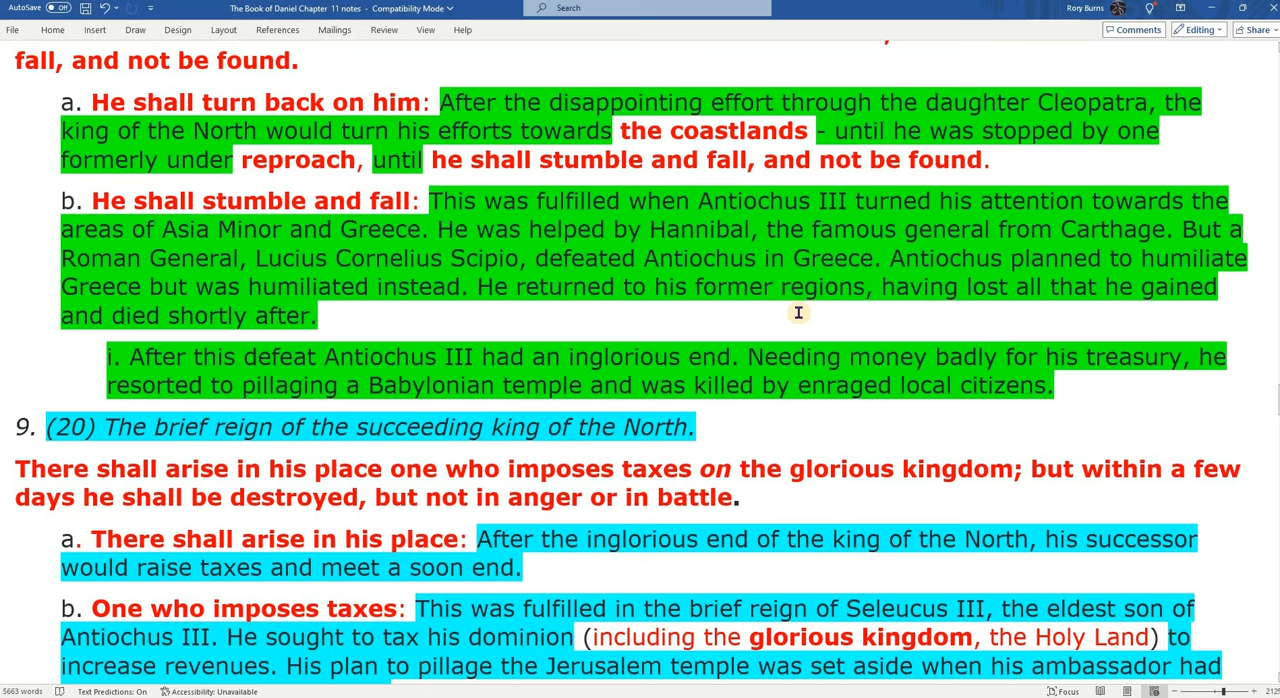 AutoSave Off The Book of Daniel Chapter 11 notes - Compatibility Mode Search Rory Burns
File Home Insert Draw Design Layout References Mailings Review View Help Comments Editing Share
fall, and not be found.
a. He shall turn back on him: After the disappointing effort through the daughter Cleopatra, the
king of the North would turn his efforts towards the coastlands - until he was stopped by one
formerly under reproach, until he shall stumble and fall, and not be found.
b. He shall stumble and fall: This was fulfilled when Antiochus III turned his attention towards the
areas of Asia Minor and Greece. He was helped by Hannibal, the famous general from Carthage. But a
Roman General, Lucius Cornelius Scipio, defeated Antiochus in Greece. Antiochus planned to humiliate
Greece but was humiliated instead. He returned to his former regions, having lost all that he gained
and died shortly after.
i. After this defeat Antiochus III had an inglorious end. Needing money badly for his treasury, he
resorted to pillaging a Babylonian temple and was killed by enraged local citizens.
9. (20) The brief reign of the succeeding king of the North.
There shall arise in his place one who imposes taxes on the glorious kingdom; but within a few
days he shall be destroyed, but not in anger or in battle.
a. There shall arise in his place: After the inglorious end of the king of the North, his successor
would raise taxes and meet a soon end.
b. One who imposes taxes: This was fulfilled in the brief reign of Seleucus III, the eldest son of
Antiochus III. He sought to tax his dominion (including the glorious kingdom, the Holy Land) to
increase revenues. His plan to pillage the Jerusalem temple was set aside when his ambassador had
5663 words Text Predictions: On Accessibility: Unavailable Focus